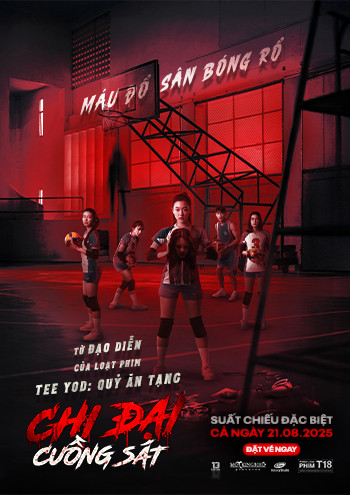 MÁU ĐỔ SÂN BÓNG RỔ
TỪ ĐẠO DIỄN
CỦA LOẠT PHIM
TEE YOD: QUỶ ĂN TẠNG
CHỊ ĐẠI
CUỒNG SÁT
SUẤT CHIẾU ĐẶC BIỆT
CẢ NGÀY 21.08.2025
ĐẶT VÉ NGAY
13
PHIM T18